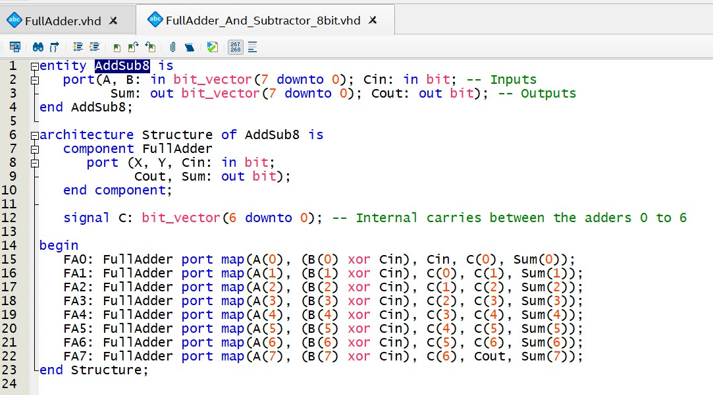 FullAdder.vhd FullAdder_And_Subtractor_8bit.vhd
267
268
1 entity AddSub8 is
2 port(A, B: in bit_vector(7 downto 0); Cin: in bit; -- Inputs
3 Sum: out bit_vector(7 downto 0); Cout: out bit); -- Outputs
4 end AddSub8;
5
6 architecture Structure of AddSub8 is
7 component FullAdder
8 port (X, Y, Cin: in bit;
9 Cout, Sum: out bit);
10 end component;
11
12 signal C: bit_vector(6 downto 0); -- Internal carries between the adders 0 to 6
13
14 begin
15 FA0: FullAdder port map(A(0), (B(0) xor Cin), Cin, C(0), Sum(0));
16 FA1: FullAdder port map(A(1), (B(1) xor Cin), C(0), C(1), Sum(1));
17 FA2: FullAdder port map(A(2), (B(2) xor Cin), C(1), C(2), Sum(2));
18 FA3: FullAdder port map(A(3), (B(3) xor Cin), C(2), C(3), Sum(3));
19 FA4: FullAdder port map(A(4), (B(4) xor Cin), C(3), C(4), Sum(4));
20 FA5: FullAdder port map(A(5), (B(5) xor Cin), C(4), C(5), Sum(5));
21 FA6: FullAdder port map(A(6), (B(6) xor Cin), C(5), C(6), Sum(6));
22 FA7: FullAdder port map(A(7), (B(7) xor Cin), C(6), Cout, Sum(7));
23 end Structure;
24